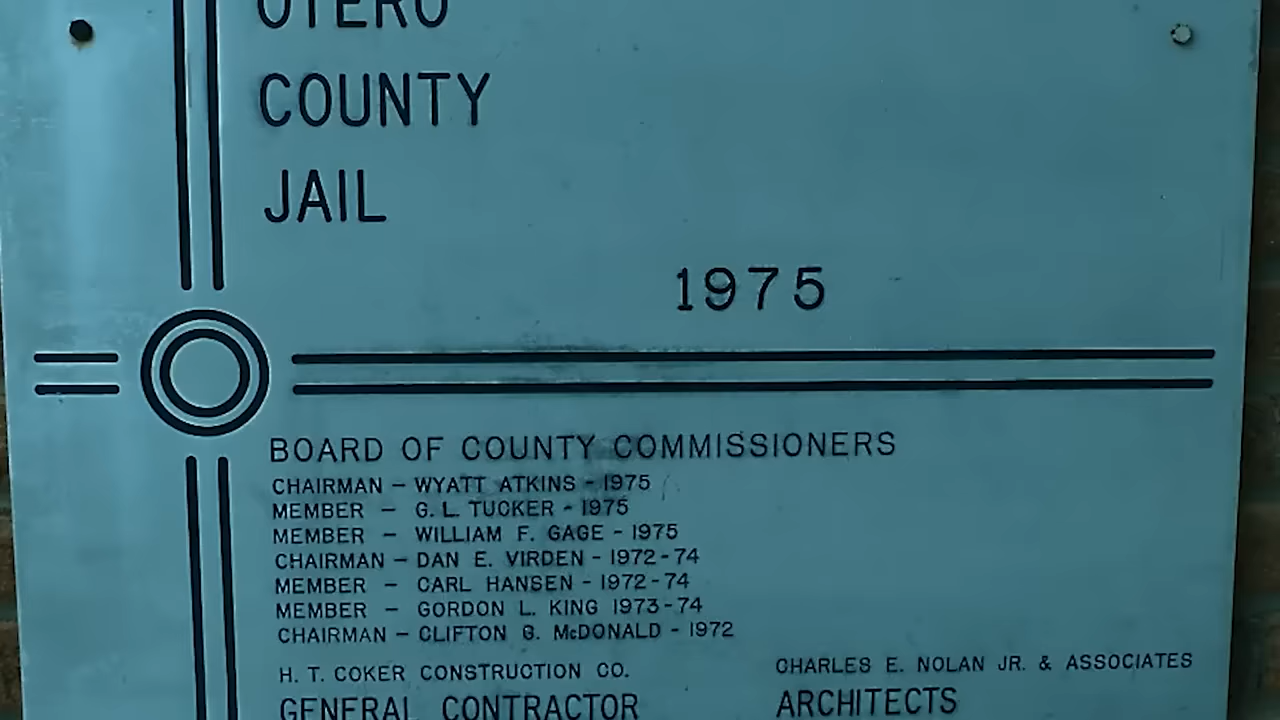 OTERO
COUNTY
JAIL
1975
BOARD OF COUNTY COMMISSIONERS
CHAIRMAN – WYATT ATKINS - 1975
MEMBER – G. L. TUCKER - 1975
MEMBER – WILLIAM F. GAGE - 1975
CHAIRMAN – DAN E. VIRDEN - 1972-74
MEMBER – CARL HANSEN - 1972-74
MEMBER – GORDON L. KING 1973-74
CHAIRMAN – CLIFTON G. McDONALD - 1972
H. T. COKER CONSTRUCTION CO.
GENERAL CONTRACTOR
CHARLES E. NOLAN JR. & ASSOCIATES
ARCHITECTS